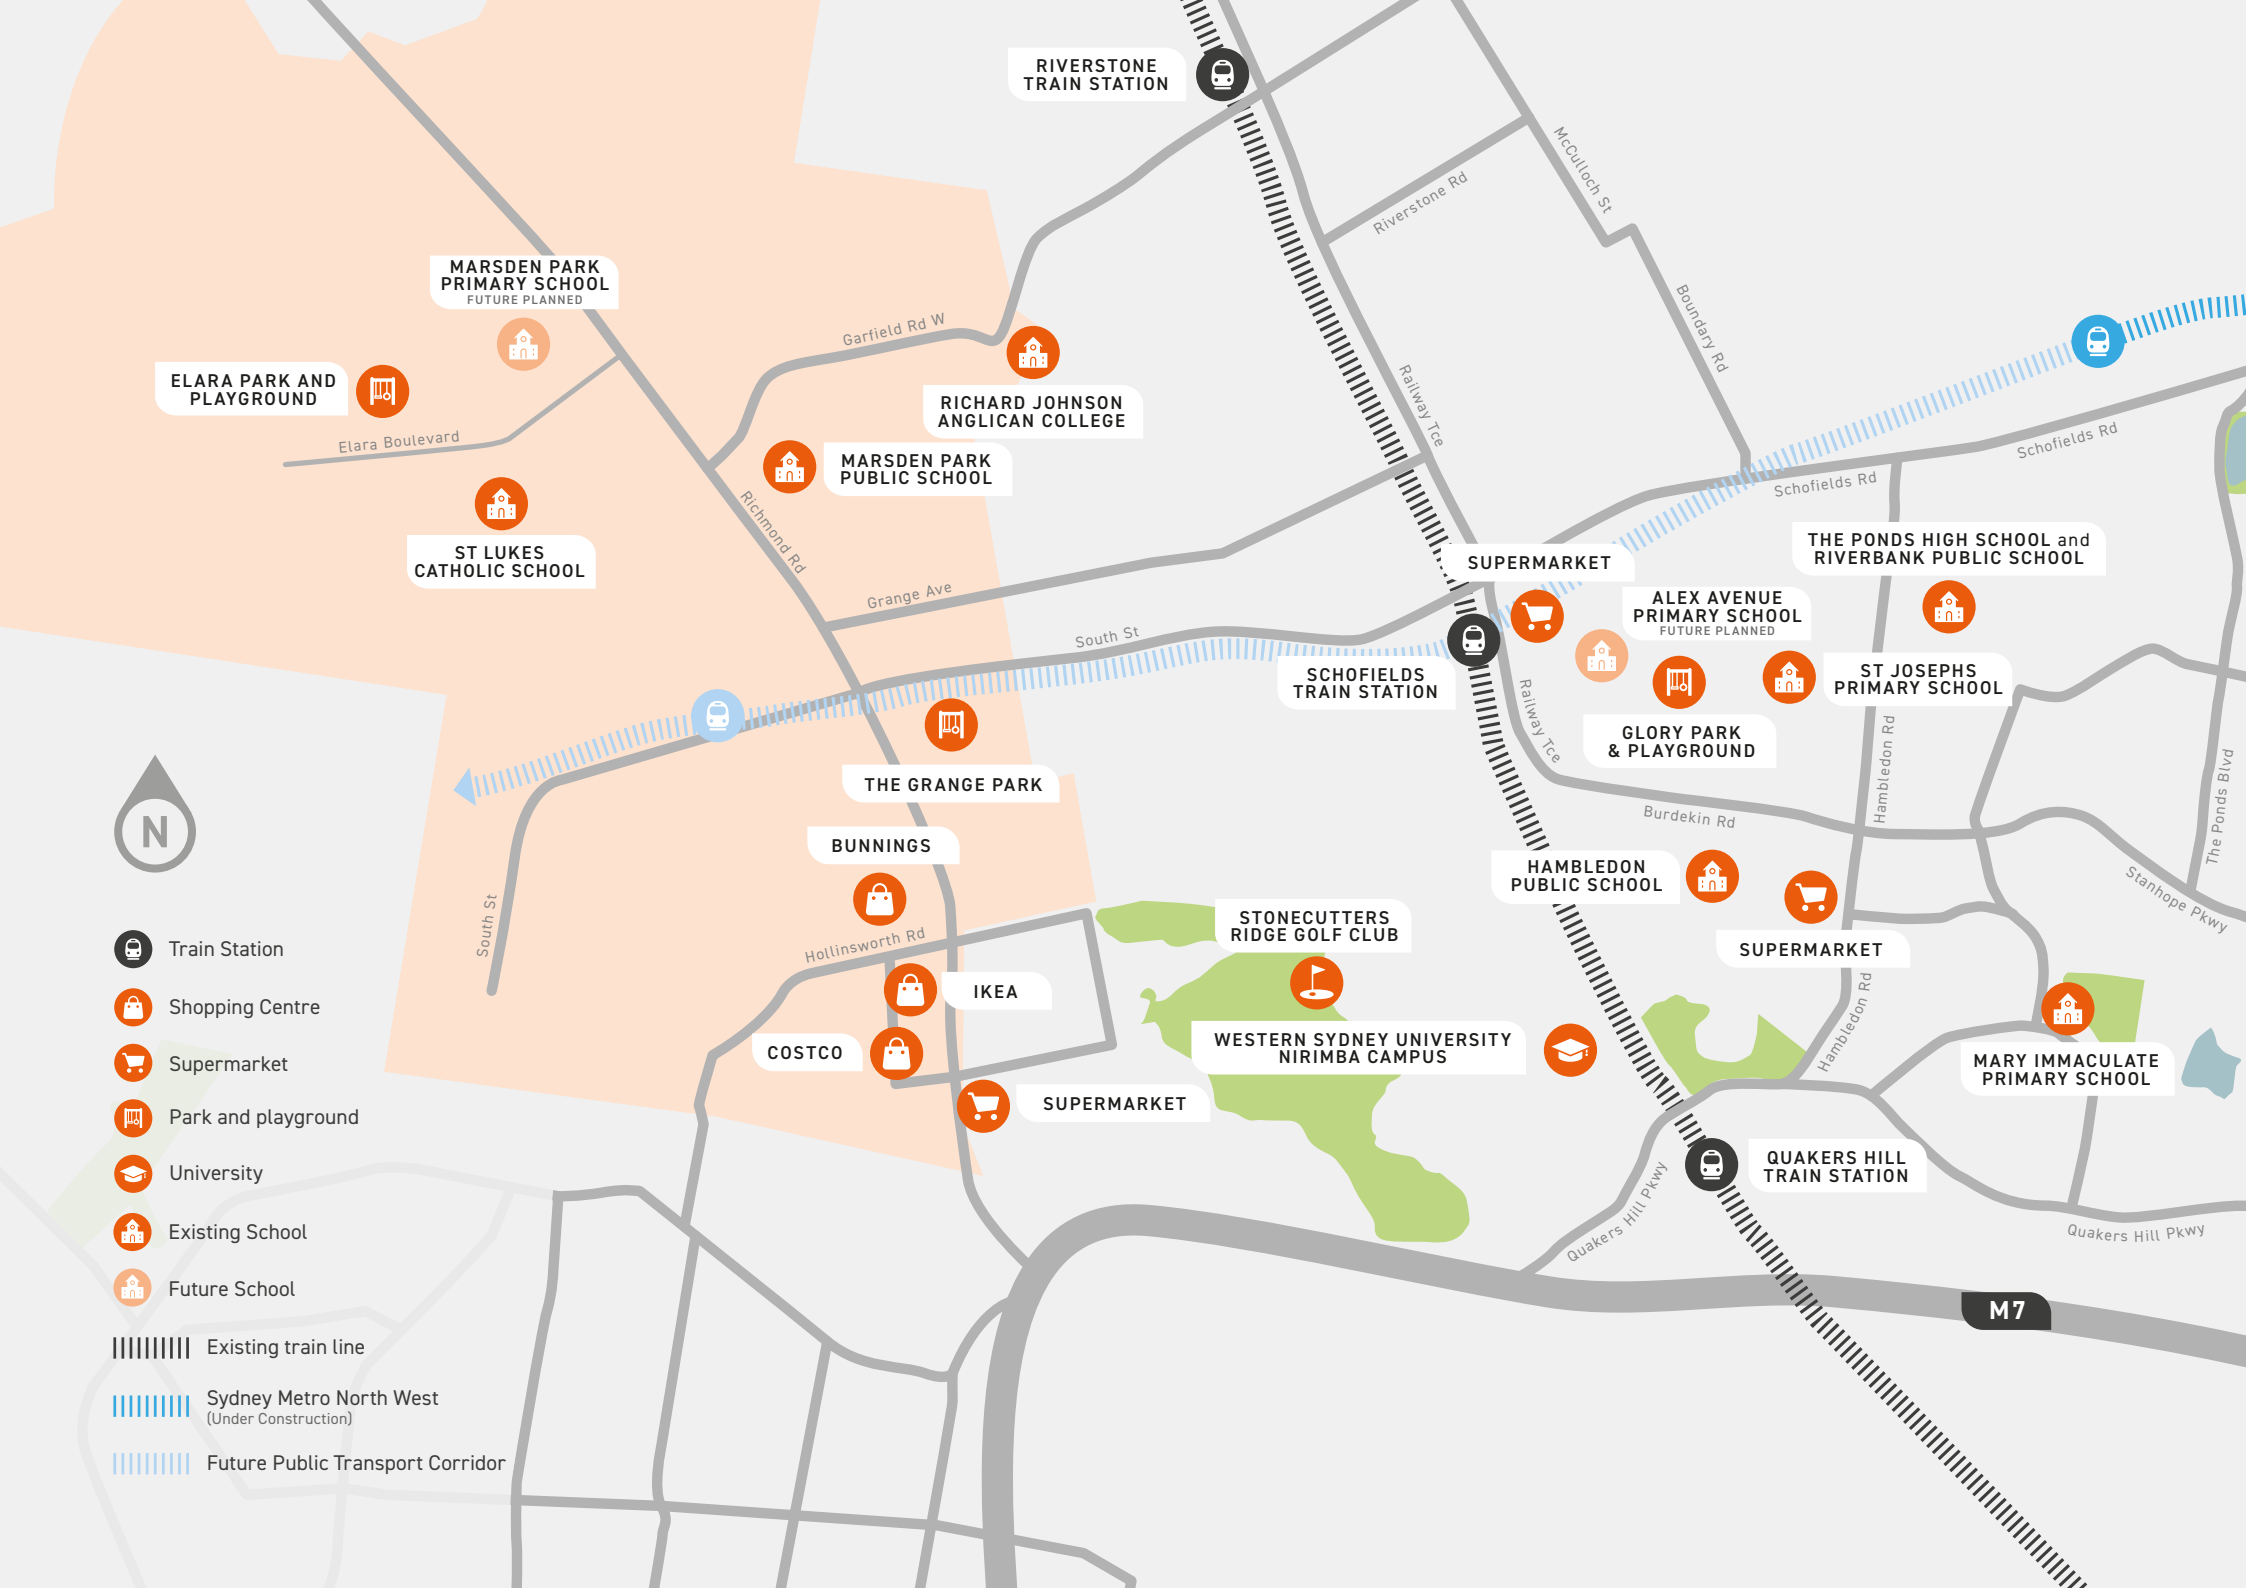 RIVERSTONE
TRAIN STATION
McCulloch St
Riverstone Rd
MARSDEN PARK
PRIMARY SCHOOL
FUTURE PLANNED
Garfield Rd W
Boundary Rd
ELARA PARK AND
PLAYGROUND
RICHARD JOHNSON
ANGLICAN COLLEGE
Railway Tce
Elara Boulevard
Schofields Rd
MARSDEN PARK
PUBLIC SCHOOL
Schofields Rd
Richmond Rd
ST LUKES
CATHOLIC SCHOOL
THE PONDS HIGH SCHOOL and
RIVERBANK PUBLIC SCHOOL
SUPERMARKET
Grange Ave
ALEX AVENUE
PRIMARY SCHOOL
FUTURE PLANNED
South St
SCHOFIELDS
TRAIN STATION
ST JOSEPHS
PRIMARY SCHOOL
Railway Tce
GLORY PARK
& PLAYGROUND
Hambledon Rd
THE GRANGE PARK
The Ponds Blvd
Burdekin Rd
N
BUNNINGS
HAMBLEDON
PUBLIC SCHOOL
Stanhope Pkwy
STONECUTTERS
RIDGE GOLF CLUB
South St
Hollinsworth Rd
SUPERMARKET
IKEA
Hambledon Rd
COSTCO
WESTERN SYDNEY UNIVERSITY
NIRIMBA CAMPUS
MARY IMMACULATE
PRIMARY SCHOOL
SUPERMARKET
QUAKERS HILL
TRAIN STATION
Quakers Hill Pkwy
Quakers Hill Pkwy
M7
Train Station
Shopping Centre
Supermarket
Park and playground
University
Existing School
Future School
Existing train line
Sydney Metro North West
(Under Construction)
Future Public Transport Corridor